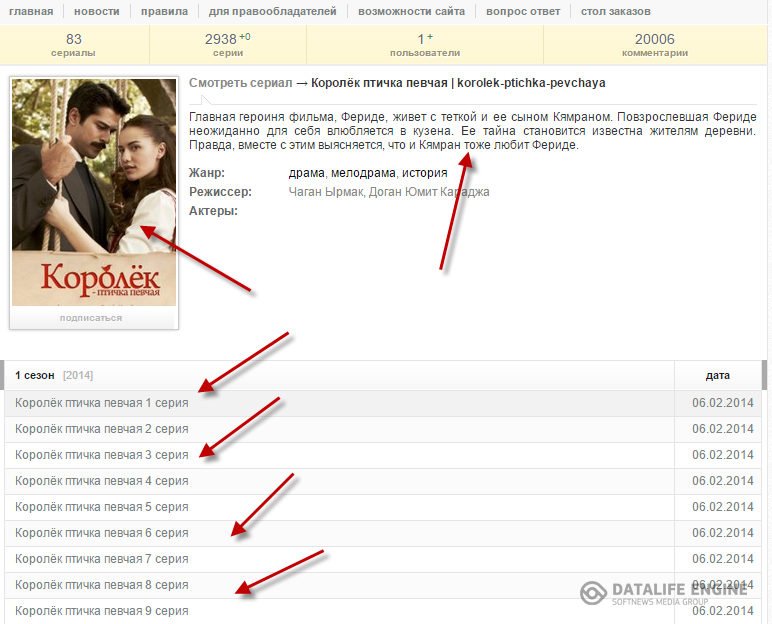 главная новости правила для правообладателей возможности сайта вопрос ответ стол заказов
83 2938 +0 1 + 20006
сериалы серии пользователи комментарии
Смотреть сериал → Королёк птичка певчая | korolek-ptichka-pevchaya
Главная героиня фильма, Фериде, живет с теткой и ее сыном Кямраном. Повзрослевшая Фериде
неожиданно для себя влюбляется в кузена. Ее тайна становится известна жителям деревни.
Правда, вместе с этим выясняется, что и Кямран тоже любит Фериде.
Жанр: драма, мелодрама, история
Режиссер: Чаган Ырмак, Доган Юмит Караджа
Актеры:
Королёк
- птичка певчая
подписаться
1 сезон [2014] дата
Королёк птичка певчая 1 серия 06.02.2014
Королёк птичка певчая 2 серия 06.02.2014
Королёк птичка певчая 3 серия 06.02.2014
Королёк птичка певчая 4 серия 06.02.2014
Королёк птичка певчая 5 серия 06.02.2014
Королёк птичка певчая 6 серия 06.02.2014
Королёк птичка певчая 7 серия 06.02.2014
Королёк птичка певчая 8 серия 06.02.2014
Королёк птичка певчая 9 серия 06.02.2014
DATALIFE ENGINE
SOFTNEWS MEDIA GROUP